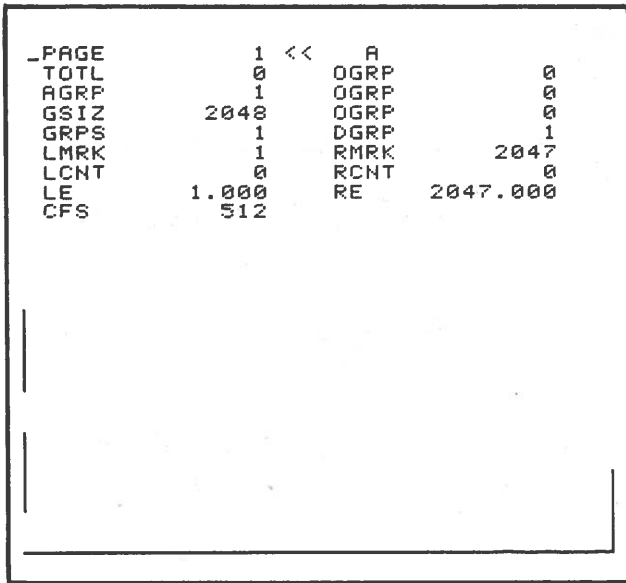 _PAGE 1 << A
TOTL 0 OGRP 0
AGRP 1 OGRP 0
GSIZ 2048 OGRP 0
GRPS 1 DGRP 1
LMRK 1 RMRK 2047
LCNT 0 RCNT 0
LE 1.000 RE 2047.000
CFS 512